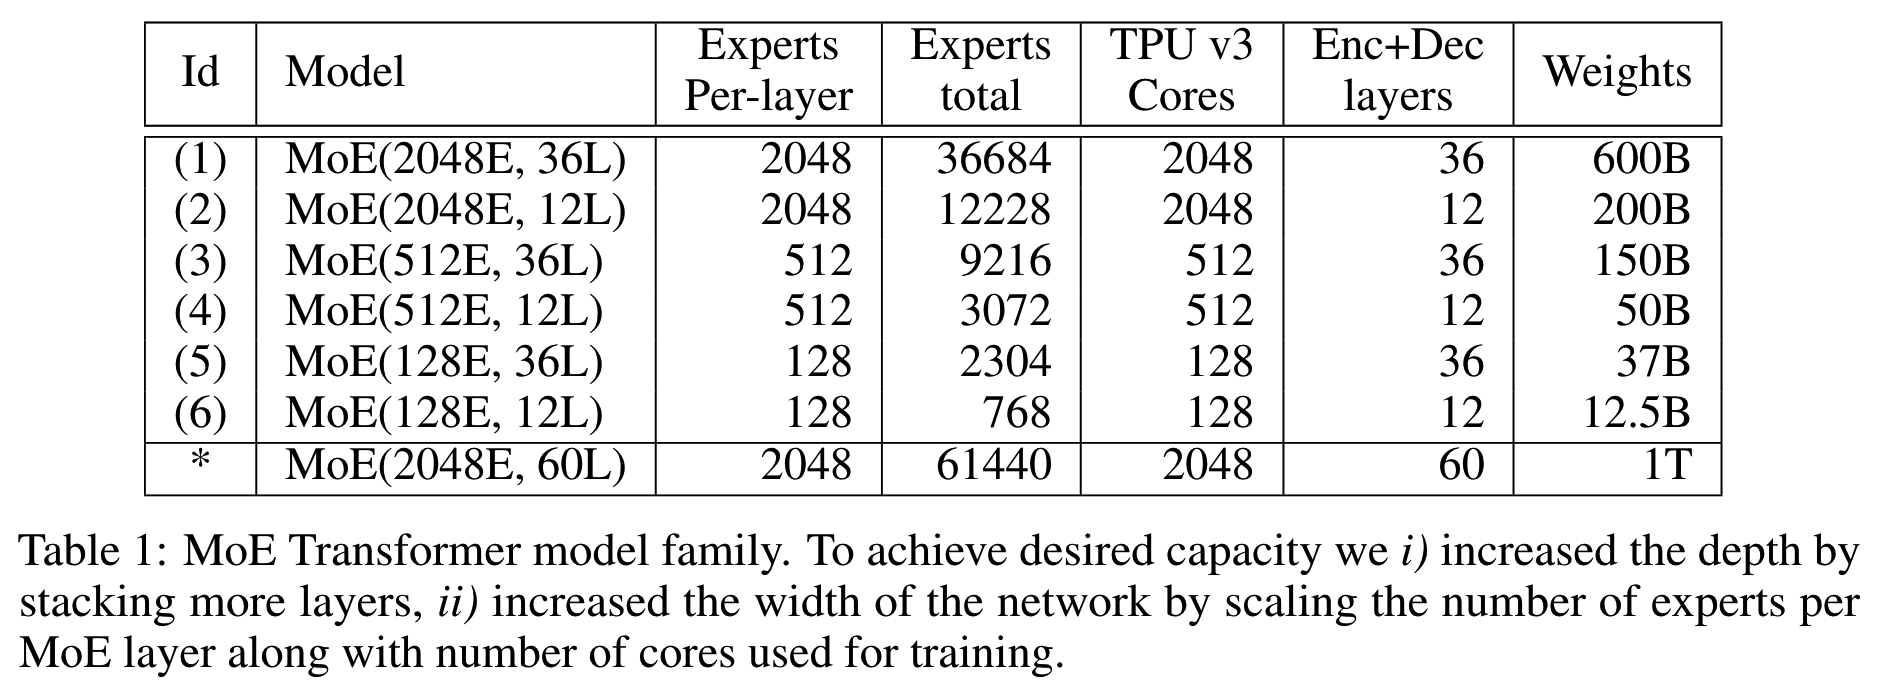 Id Model Experts Per-layer Experts total TPU v3 Cores Enc+Dec layers Weights
(1) MoE(2048E, 36L) 2048 36684 2048 36 600B
(2) MoE(2048E, 12L) 2048 12228 2048 12 200B
(3) MoE(512E, 36L) 512 9216 512 36 150B
(4) MoE(512E, 12L) 512 3072 512 12 50B
(5) MoE(128E, 36L) 128 2304 128 36 37B
(6) MoE(128E, 12L) 128 768 128 12 12.5B
* MoE(2048E, 60L) 2048 61440 2048 60 1T
Table 1: MoE Transformer model family. To achieve desired capacity we i) increased the depth by
stacking more layers, ii) increased the width of the network by scaling the number of experts per
MoE layer along with number of cores used for training.